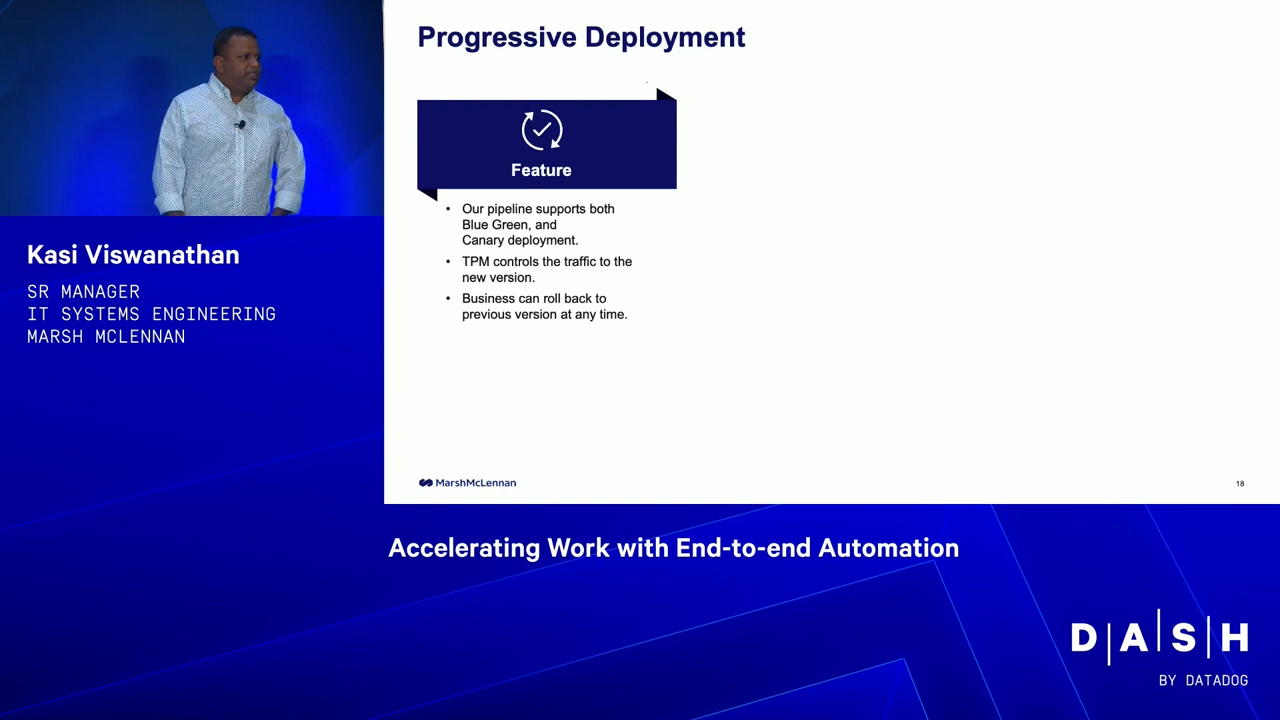 Progressive Deployment
Feature
• Our pipeline supports both
Blue Green, and
Canary deployment.
• TPM controls the traffic to the
new version.
• Business can roll back to
previous version at any time.
MarshMcLennan
18
Kasi Viswanathan
SR MANAGER
IT SYSTEMS ENGINEERING
MARSH MCLENNAN
Accelerating Work with End-to-end Automation
D|A|S|H
BY DATADOG